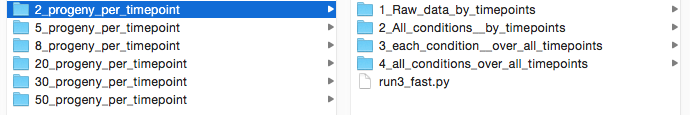 2_progeny_per_timepoint
5_progeny_per_timepoint
8_progeny_per_timepoint
20_progeny_per_timepoint
30_progeny_per_timepoint
50_progeny_per_timepoint
1_Raw_data_by_timepoints
2_All_conditions__by_timepoints
3_each_condition__over_all_timepoints
4_all_conditions_over_all_timepoints
run3_fast.py